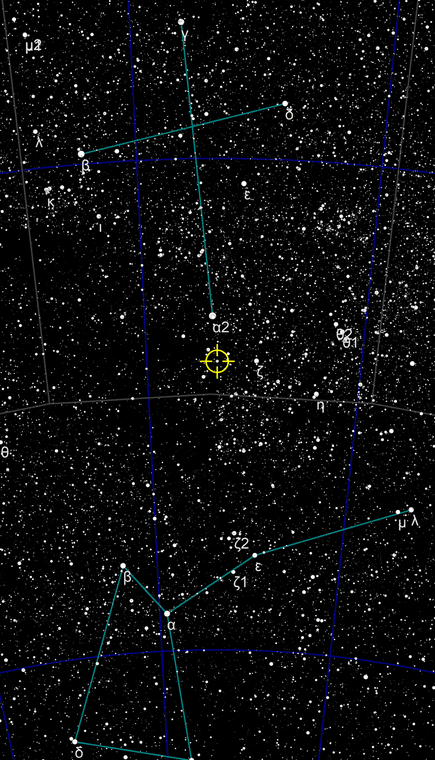 γ
μ2
δ
λ
β
ε
κ
ι
α2
θ2
θ1
ζ
η
θ
μ λ
ζ2
ε
β
ζ1
α
δ